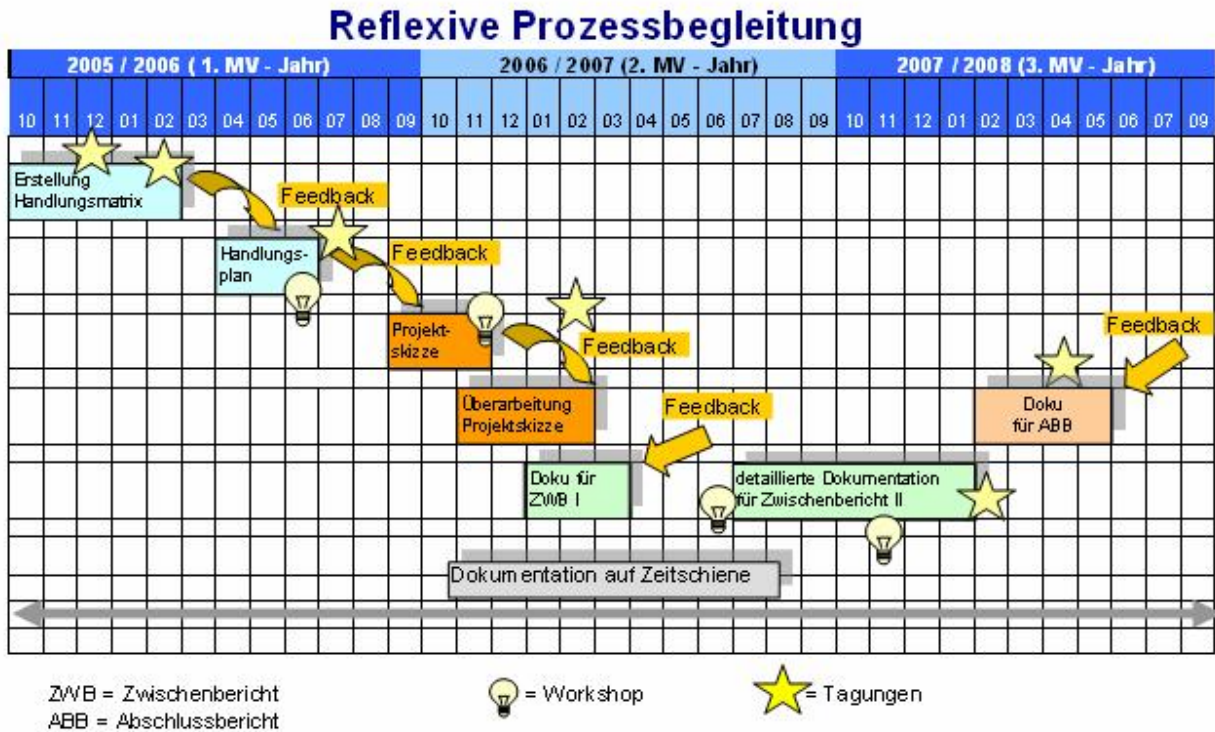 Reflexive Prozessbegleitung
2005 / 2006 ( 1. MV - Jahr)
2006 / 2007 (2. MV - Jahr)
2007 / 2008 (3. MV - Jahr)
10 11 12 01 02 03 04 05 06 07 08 09 10 11 12 01 02 03 04 05 06 07 08 09 10 11 12 01 02 03 04 05 06 07 09
Erstellung
Handlungsmatrix
Feedback
Handlungs-
plan
Feedback
Projekt-
skizze
Feedback
Feedback
Überarbeitung
Projektskizze
Feedback
Doku
für ABB
Doku für
ZWB I
detaillierte Dokumentation
für Zwischenbericht II
Dokumentation auf Zeitschiene
ZWB = Zwischenbericht
ABB = Abschlussbericht
= Workshop
= Tagungen